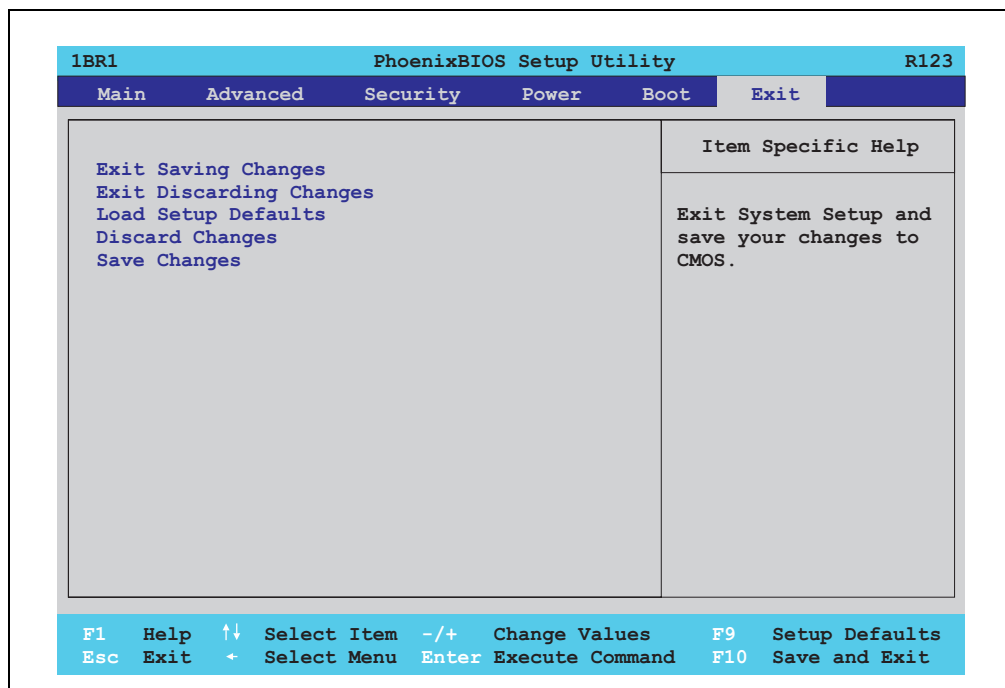 1BR1 PhoenixBIOS Setup Utility R123
Main Advanced Security Power Boot Exit
Item Specific Help
Exit Saving Changes
Exit Discarding Changes
Load Setup Defaults
Discard Changes
Save Changes
Exit System Setup and
save your changes to
CMOS.
F1 Help ↑↓ Select Item -/+ Change Values F9 Setup Defaults
Esc Exit ← Select Menu Enter Execute Command F10 Save and Exit